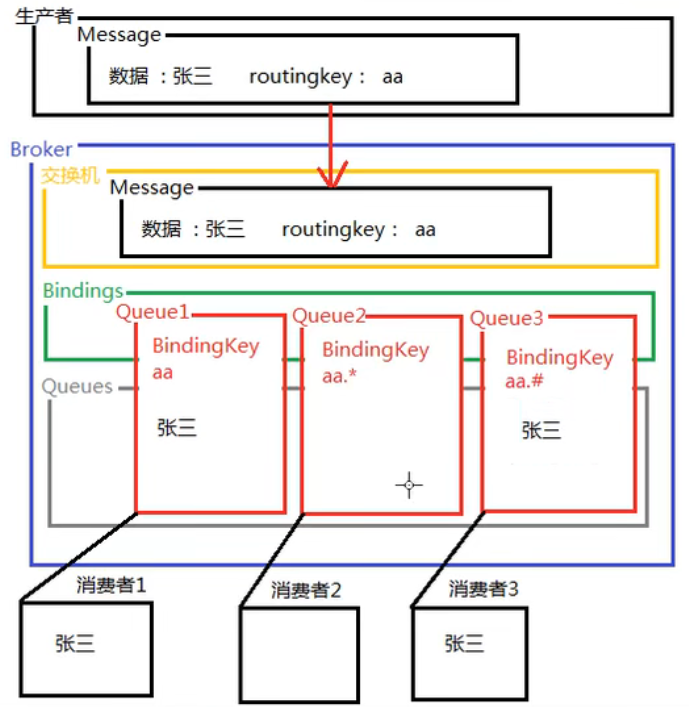 生产者
Message
数据 ：张三 routingkey： aa
Broker
交换机
Message
数据 ：张三 routingkey： aa
Bindings
Queue1 Queue2 Queue3
BindingKey BindingKey BindingKey
aa aa.* aa.#
Queues
张三 张三
消费者1 消费者2 消费者3
张三 张三